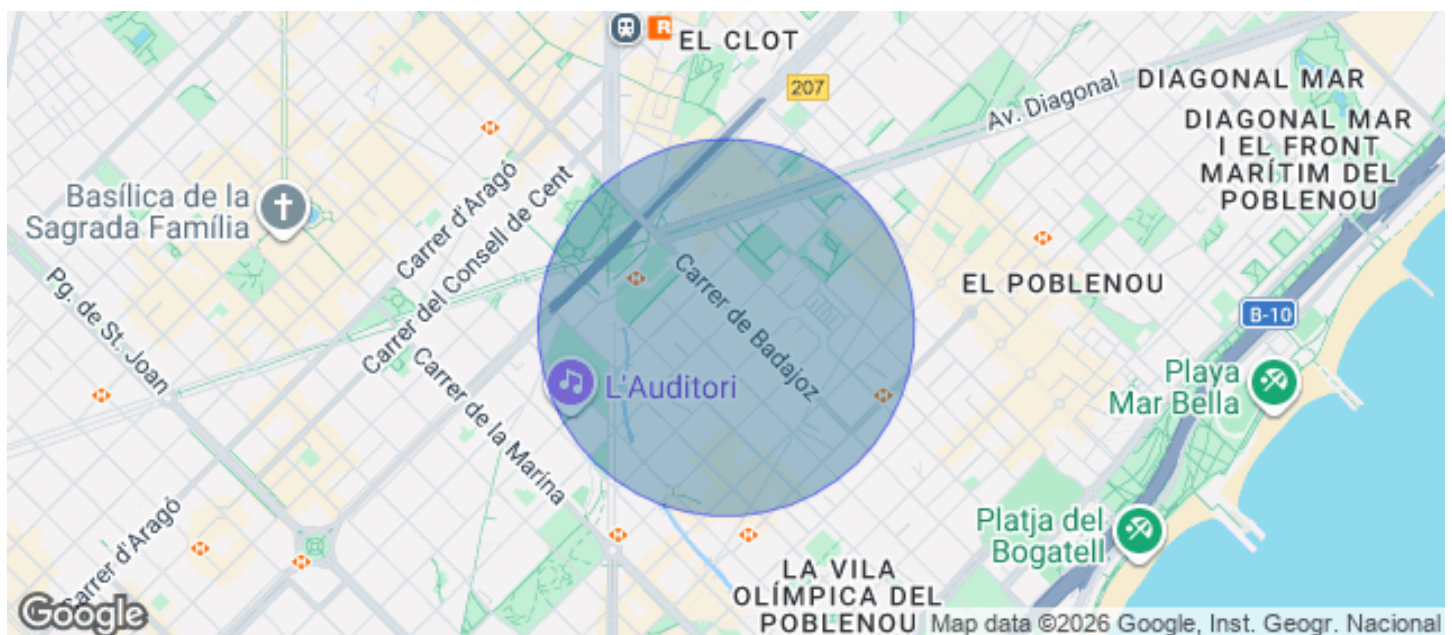 R
EL CLOT
207
Av. Diagonal
DIAGONAL MAR
DIAGONAL MAR
I EL FRONT
MARÍTIM DEL
POBLENOU
Basílica de la
Sagrada Família
Carrer d'Aragó
Carrer del Consell de Cent
Pg. de St. Joan
Carrer de Badajoz
EL POBLENOU
B-10
L'Auditori
Carrer de la Marina
Playa
Mar Bella
Carrer d'Aragó
Platja del
Bogatell
LA VILA
OLÍMPICA DEL
POBLENOU
Google
Map data ©2026 Google, Inst. Geogr. Nacional